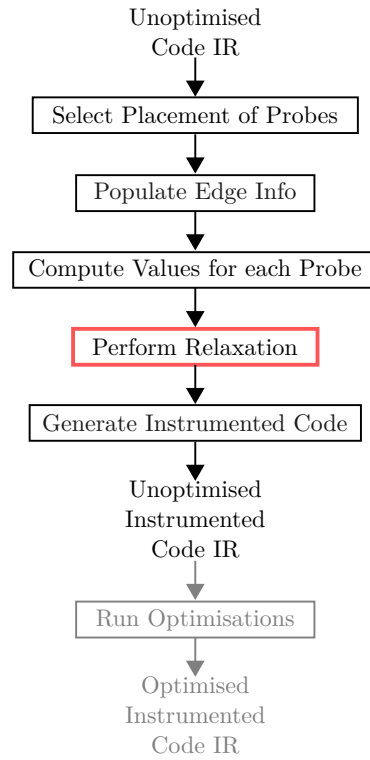 Unoptimised
Code IR
Select Placement of Probes
Populate Edge Info
Compute Values for each Probe
Perform Relaxation
Generate Instrumented Code
Unoptimised
Instrumented
Code IR
Run Optimisations
Optimised
Instrumented
Code IR